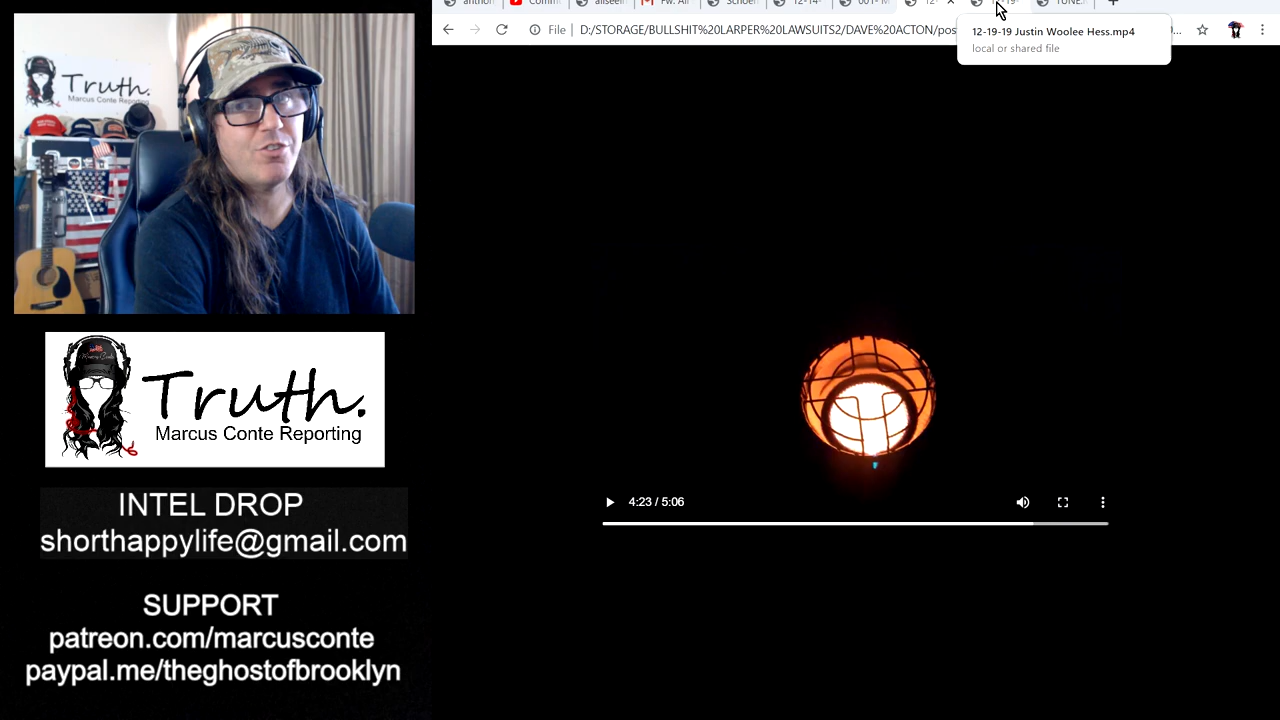 Truth.
Marcus Conte Reporting
Truth.
Marcus Conte Reporting
INTEL DROP
shorthappylife@gmail.com
SUPPORT
patreon.com/marcusconte
paypal.me/theghostofbrooklyn
File
D:/STORAGE/BULLSHIT%20LARPER%20LAWSUITS2/DAVE%20ACTON/pos
12-19-19 Justin Woolee Hess.mp4
local or shared file
4:23 / 5:06